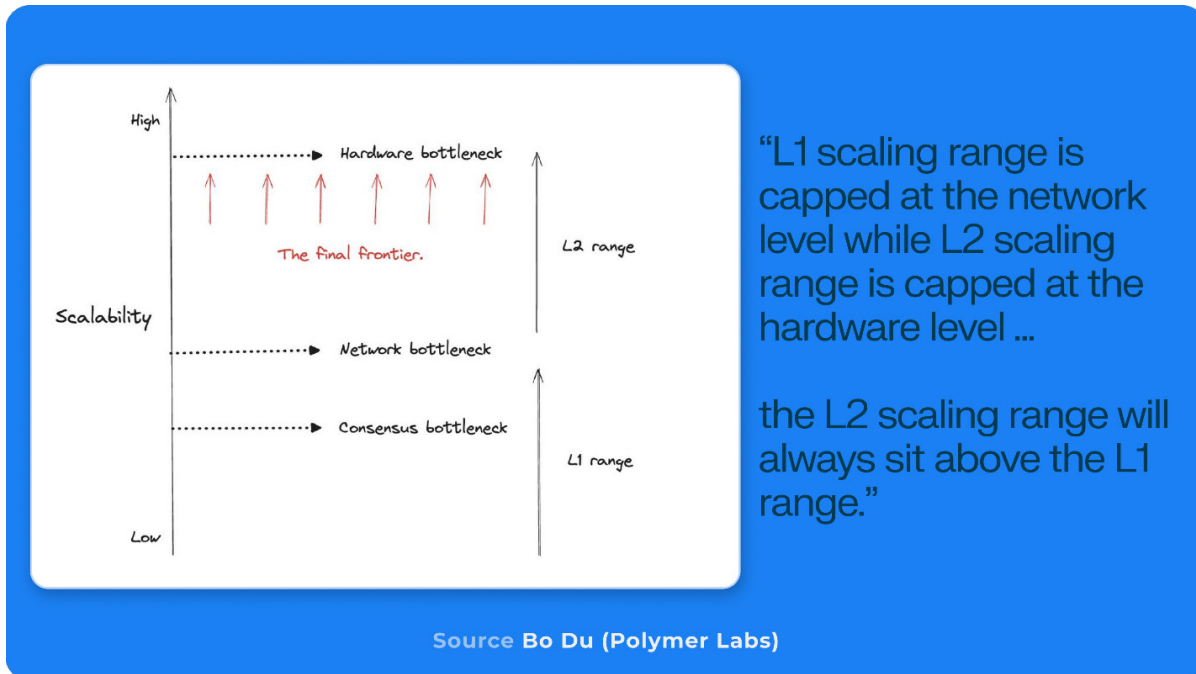 High
Hardware bottleneck
The final frontier.
L2 range
Scalability
Network bottleneck
Consensus bottleneck
L1 range
Low
“L1 scaling range is
capped at the network
level while L2 scaling
range is capped at the
hardware level ...
the L2 scaling range will
always sit above the L1
range.”
Source Bo Du (Polymer Labs)